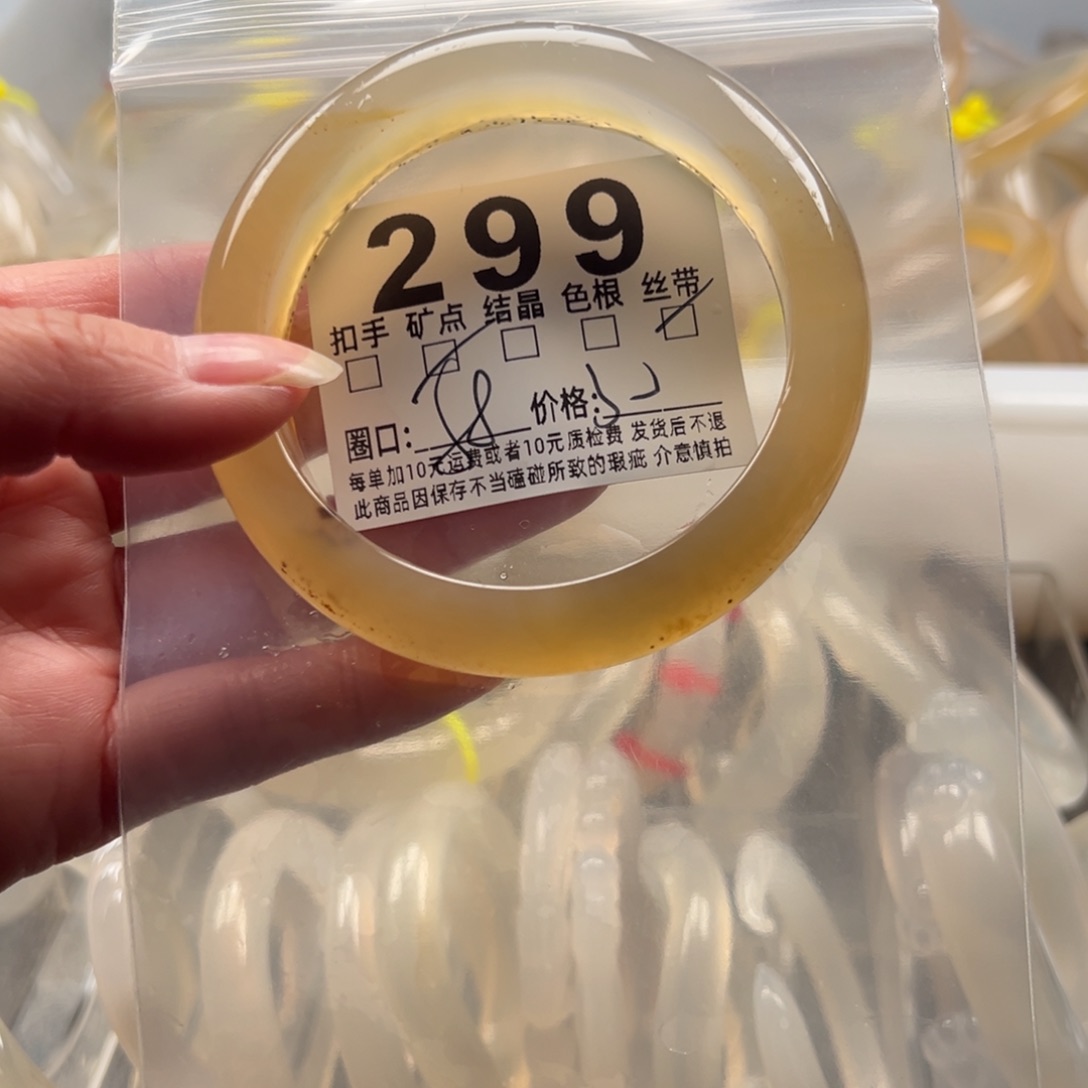 299
扣手 矿点 结晶 色根 丝带
圈口: 价格:
每单加10元运费或者10元质检费 发货后不退
此商品因保存不当磕碰所致的瑕疵 介意慎拍